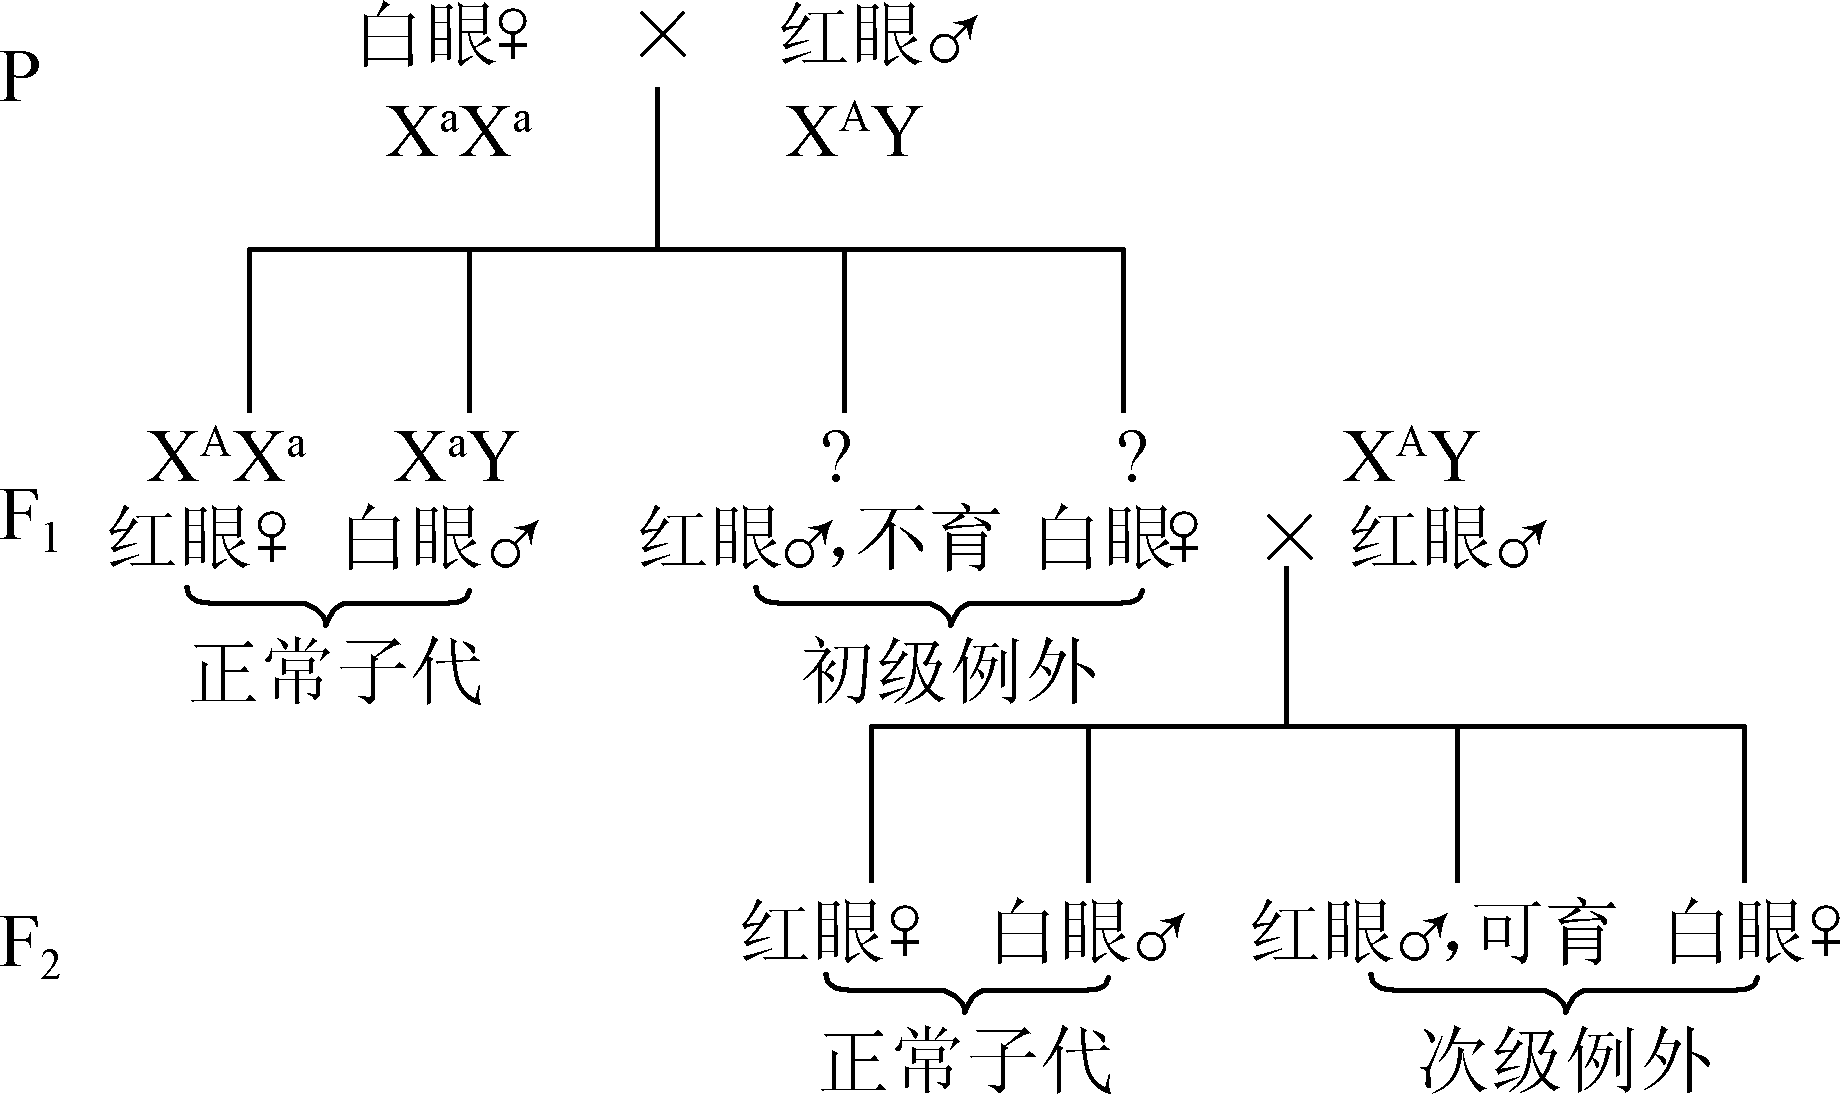 P 白眼♀ × 红眼♂
XᵃXᵃ XᴬY
XᴬXᵃ XᵃY ? ? XᴬY
F₁ 红眼♀ 白眼♂ 红眼♂,不育 白眼♀ × 红眼♂
正常子代 初级例外
F₂ 红眼♀ 白眼♂ 红眼♂,可育 白眼♀
正常子代 次级例外